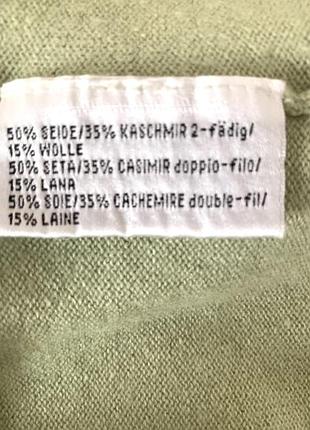 50% SEIDE/35% KASCHMIR 2-fädig/
15% WOLLE
50% SETA/35% CASIMIR doppio-filo/
15% LANA
50% SOIE/35% CACHEMIRE double-fil/
15% LAINE